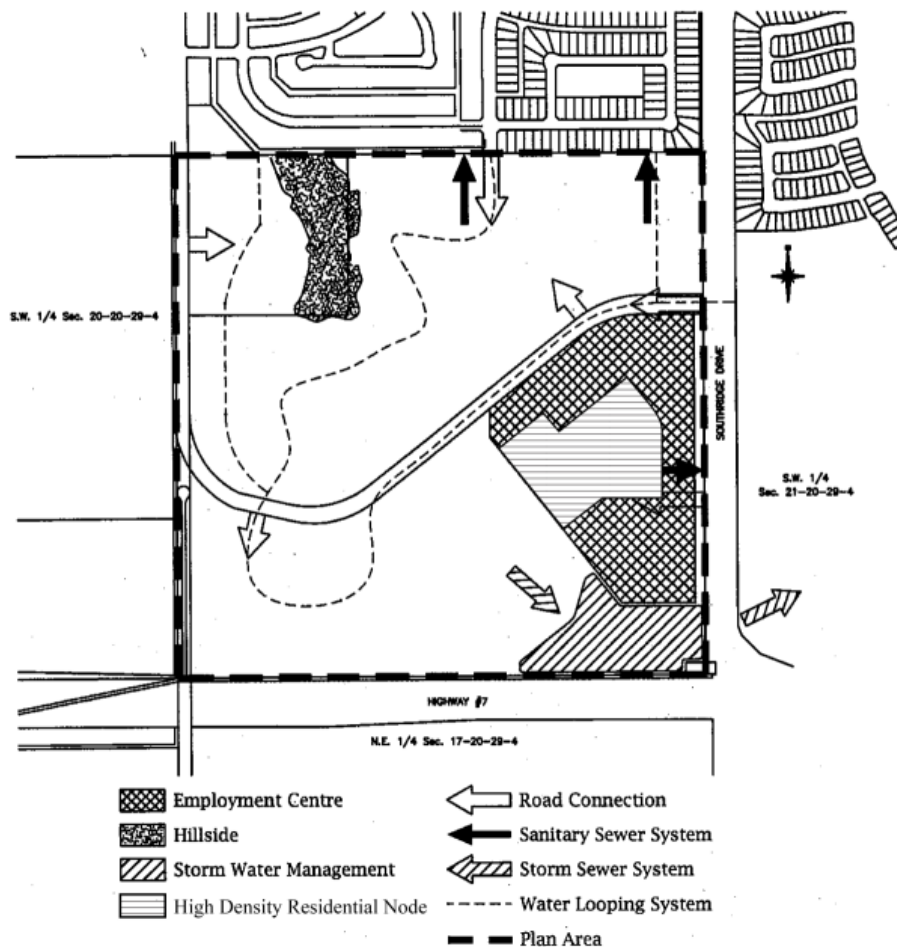 S.W. 1/4 Sec. 20-20-29-4
SOUTHRIDGE DRIVE
S.W. 1/4
Sec. 21-20-29-4
HIGHWAY #7
N.E. 1/4 Sec. 17-20-29-4
Employment Centre
Hillside
Storm Water Management
High Density Residential Node
Road Connection
Sanitary Sewer System
Storm Sewer System
Water Looping System
Plan Area